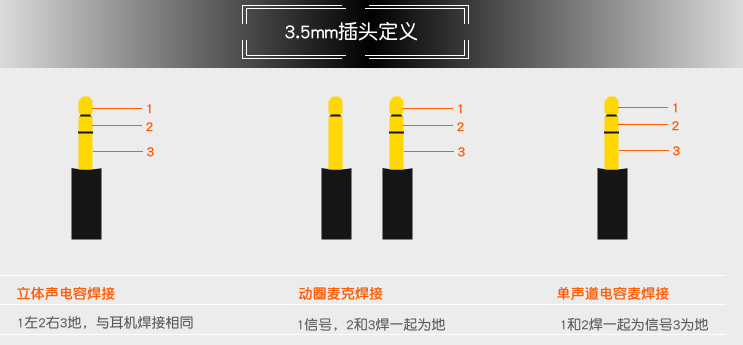 3.5mm插头定义
1
2
3
1
2
3
1
2
3
立体声电容焊接
动圈麦克焊接
单声道电容麦焊接
1左2右3地，与耳机焊接相同
1信号，2和3焊一起为地
1和2焊一起为信号3为地